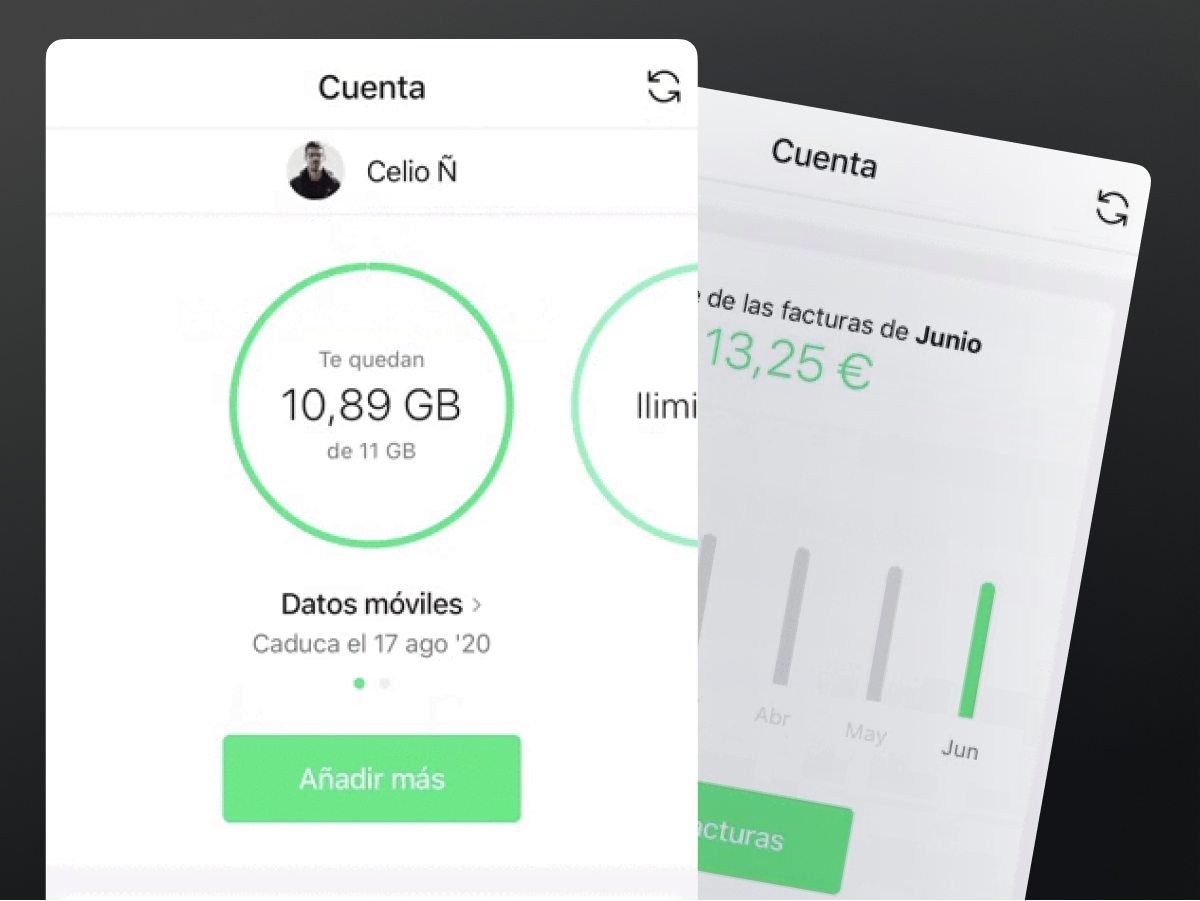 Cuenta
Celio Ñ
Te quedan
10,89 GB
de 11 GB
Ilimi
Datos móviles
Caduca el 17 ago '20
Añadir más
Cuenta
de las facturas de Junio
13,25 €
Abr
May
Jun
acturas